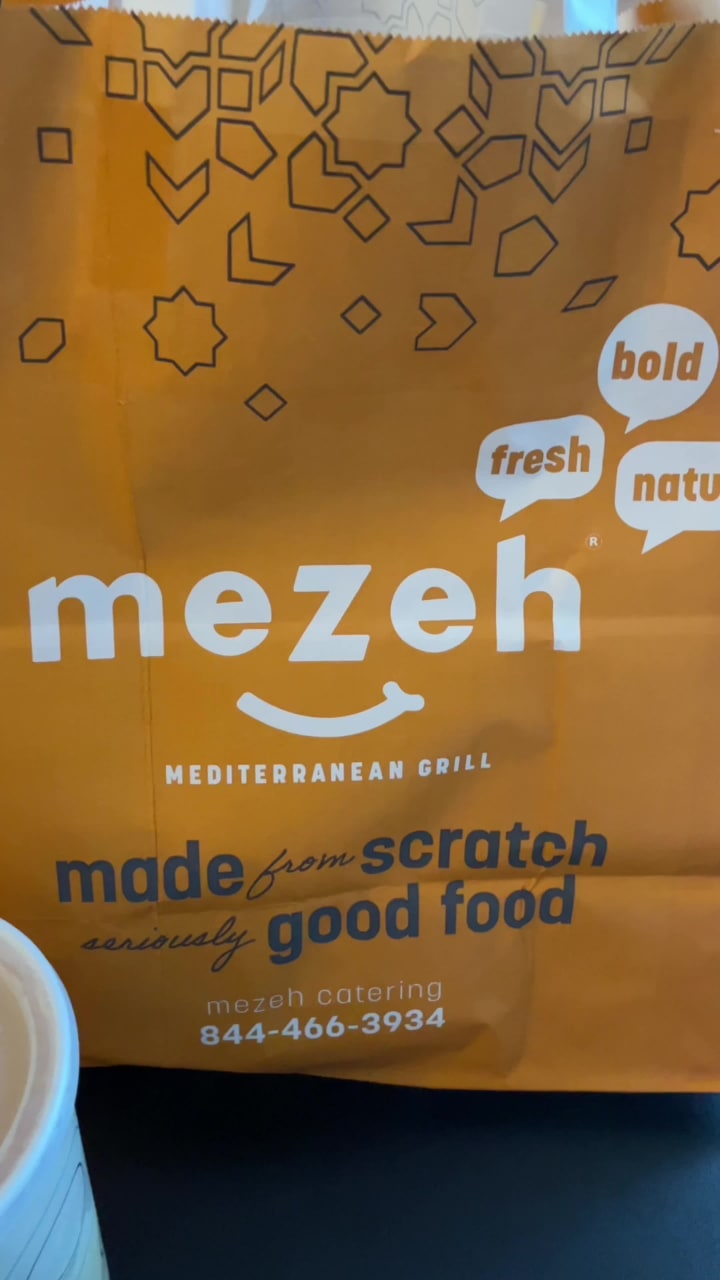 bold
fresh
natu
mezeh®
MEDITERRANEAN GRILL
made from scratch
seriously good food
mezeh catering
844-466-3934